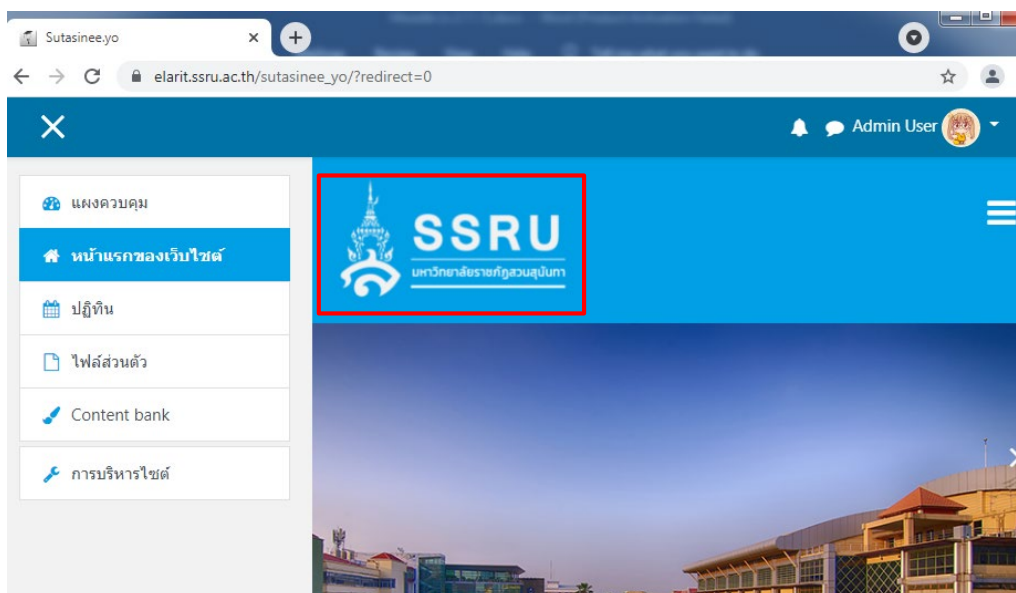 Sutasinee.yo
elarit.ssru.ac.th/sutasinee_yo/?redirect=0
Admin User
แผงควบคุม
หน้าแรกของเว็บไซต์
ปฏิทิน
ไฟล์ส่วนตัว
Content bank
การบริหารไซต์
SSRU
มหาวิทยาลัยราชภัฏสวนสุนันทา